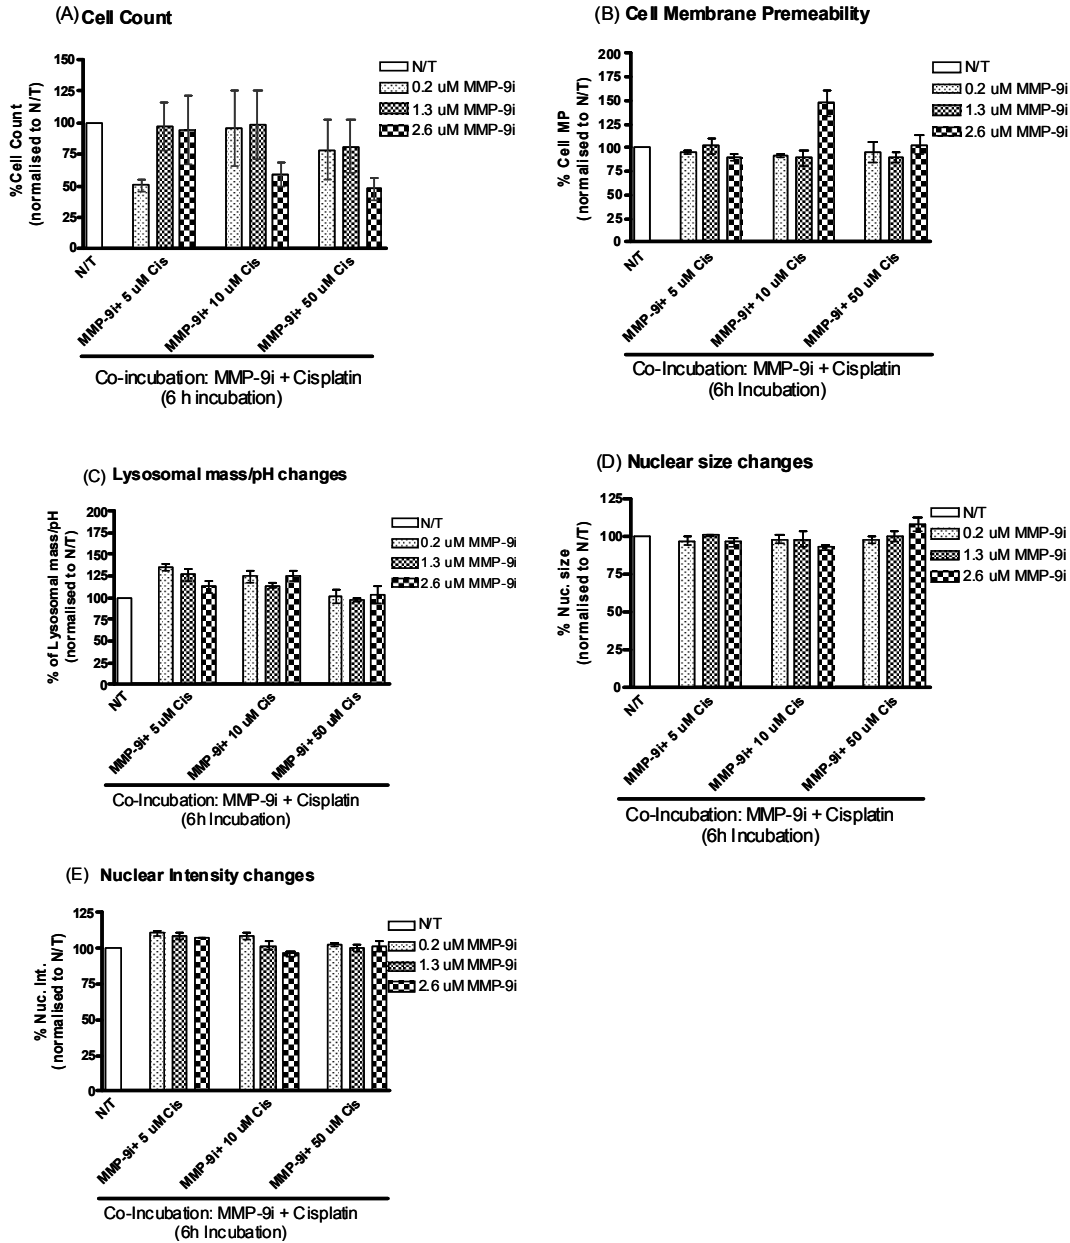 (A) Cell Count
%Cell Count
(normalised to N/T)
150
125
100
75
50
25
0
N/T
0.2 uM MMP-9i
1.3 uM MMP-9i
2.6 uM MMP-9i
N/T
MMP-9i+ 5 uM Cis
MMP-9i+ 10 uM Cis
MMP-9i+ 50 uM Cis
Co-incubation: MMP-9i + Cisplatin
(6 h incubation)
(B) Cell Membrane Premeability
% Cell MP
(normalised to N/T)
200
175
150
125
100
75
50
25
0
N/T
0.2 uM MMP-9i
1.3 uM MMP-9i
2.6 uM MMP-9i
N/T
MMP-9i+ 5 uM Cis
MMP-9i+ 10 uM Cis
MMP-9i+ 50 uM Cis
Co-Incubation: MMP-9i + Cisplatin
(6h Incubation)
(C) Lysosomal mass/pH changes
% of Lysosomal mass/pH
(normalised to N/T)
200
175
150
125
100
75
50
25
0
N/T
0.2 uM MMP-9i
1.3 uM MMP-9i
2.6 uM MMP-9i
N/T
MMP-9i+ 5 uM Cis
MMP-9i+ 10 uM Cis
MMP-9i+ 50 uM Cis
Co-Incubation: MMP-9i + Cisplatin
(6h Incubation)
(D) Nuclear size changes
% Nuc. size
(normalised to N/T)
125
100
75
50
25
0
N/T
0.2 uM MMP-9i
1.3 uM MMP-9i
2.6 uM MMP-9i
N/T
MMP-9i+ 5 uM Cis
MMP-9i+ 10 uM Cis
MMP-9i+ 50 uM Cis
Co-Incubation: MMP-9i + Cisplatin
(6h Incubation)
(E) Nuclear Intensity changes
% Nuc. Int.
(normalised to N/T)
125
100
75
50
25
0
N/T
0.2 uM MMP-9i
1.3 uM MMP-9i
2.6 uM MMP-9i
N/T
MMP-9i+ 5 uM Cis
MMP-9i+ 10 uM Cis
MMP-9i+ 50 uM Cis
Co-Incubation: MMP-9i + Cisplatin
(6h Incubation)